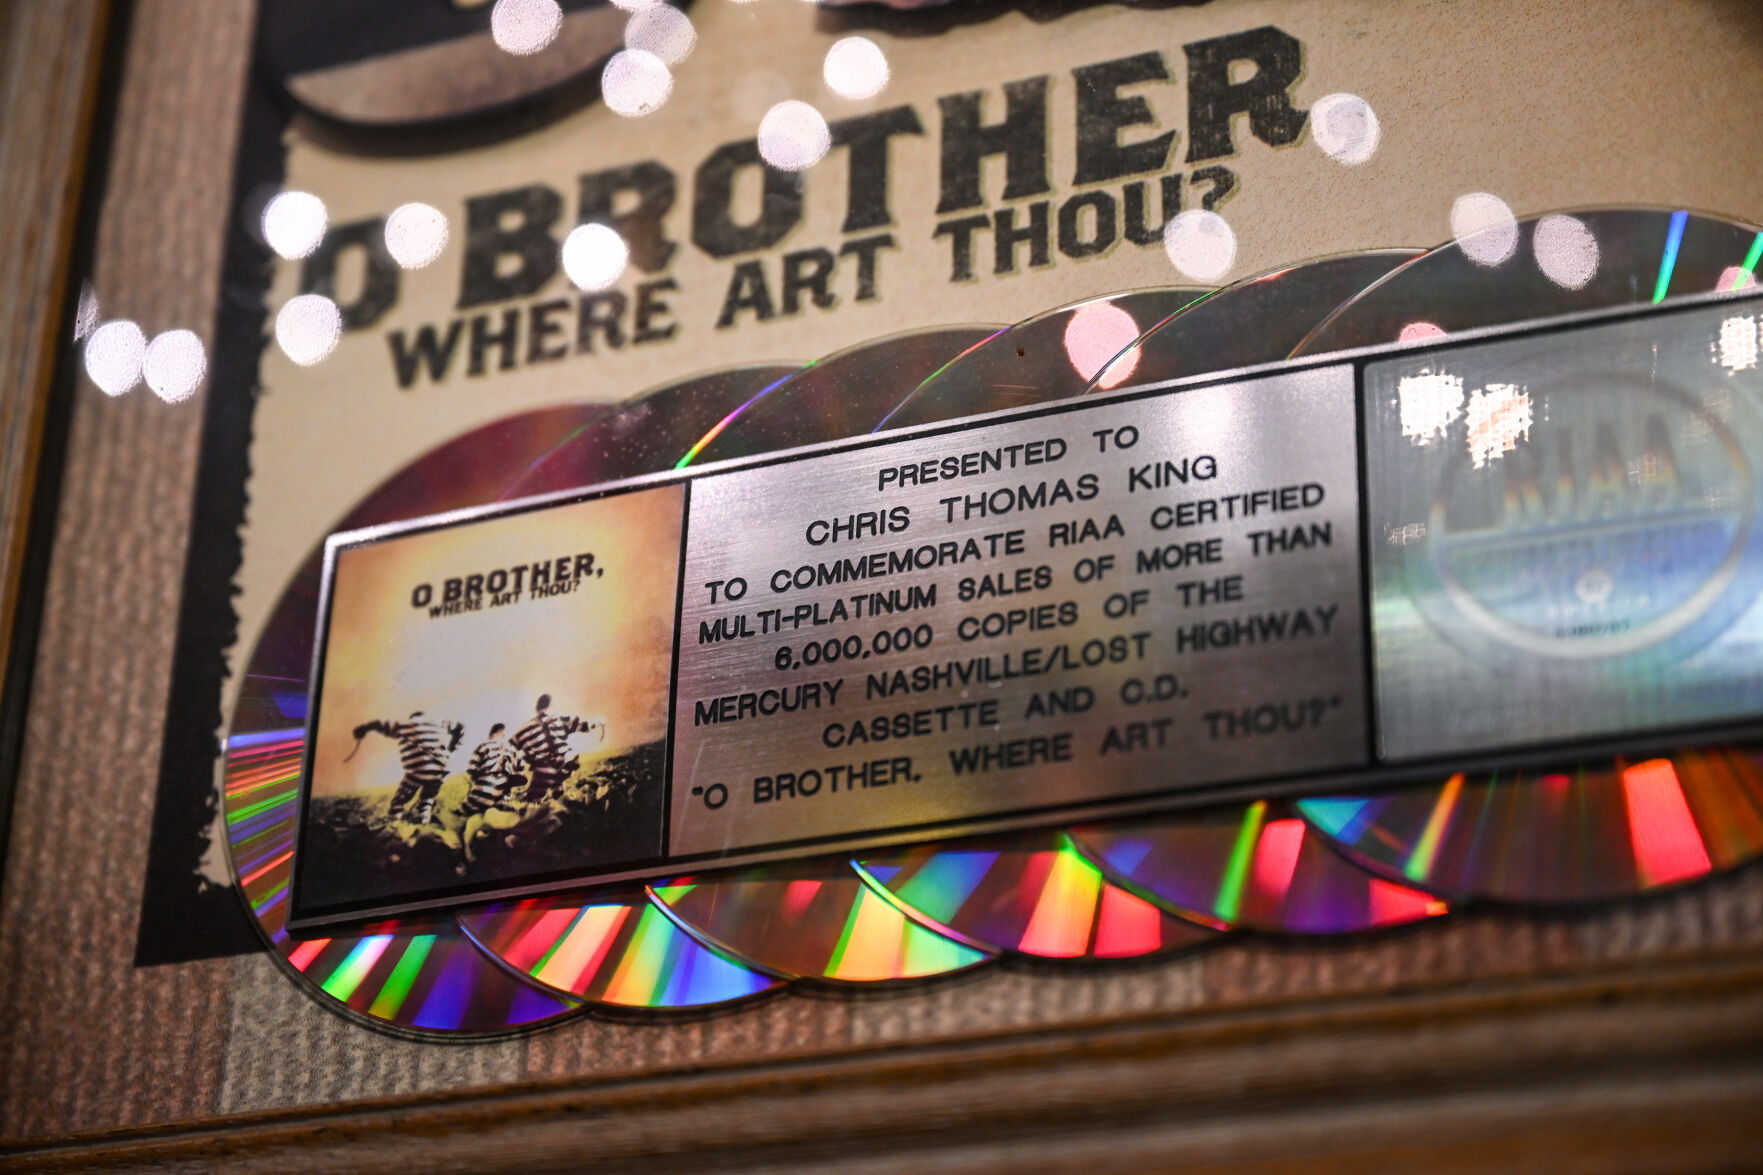 O BROTHER
WHERE ART THOU?
O BROTHER,
WHERE ART THOU?
PRESENTED TO
CHRIS THOMAS KING
TO COMMEMORATE RIAA CERTIFIED
MULTI-PLATINUM SALES OF MORE THAN
6,000,000 COPIES OF THE
MERCURY NASHVILLE/LOST HIGHWAY
CASSETTE AND C.D.
"O BROTHER, WHERE ART THOU?"
RIAA